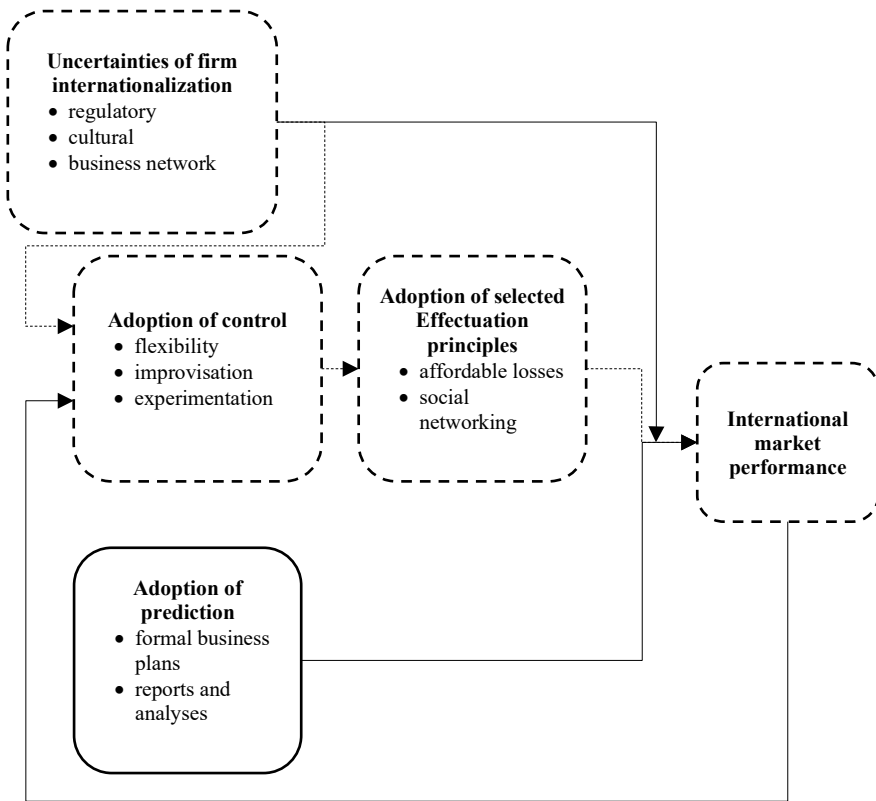 Uncertainties of firm
internationalization
• regulatory
• cultural
• business network
Adoption of control
• flexibility
• improvisation
• experimentation
Adoption of selected
Effectuation
principles
• affordable losses
• social
networking
International
market
performance
Adoption of
prediction
• formal business
plans
• reports and
analyses